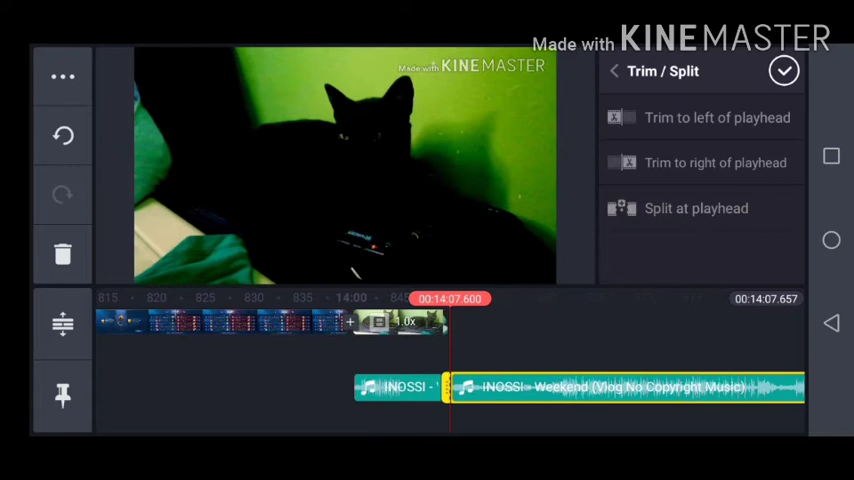 Made with KINEMASTER
Made with KINEMASTER
Trim / Split
Trim to left of playhead
Trim to right of playhead
Split at playhead
815 820 825 830 835 14:00 845 00:14:07.600 00:14:07.657
1.0x
INOSSI - INOSSI - Weekend (Vlog No Copyright Music)